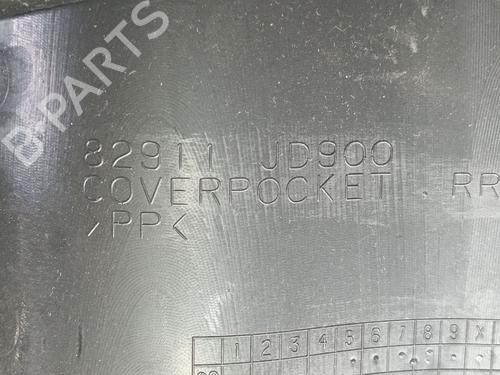 B-PARTS
82911 JD900
COVERPOCKET RR
>PP<
1 2 3 4 5 6 7 8 9 X